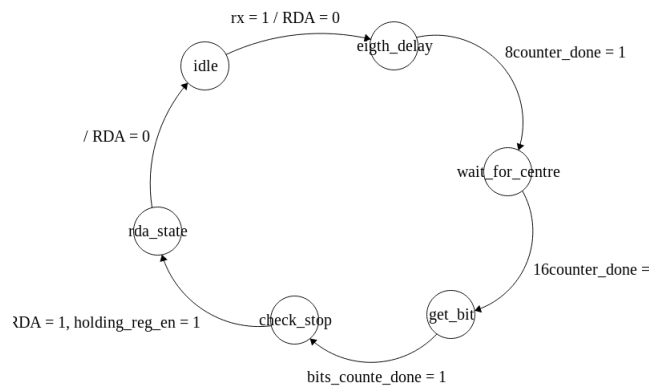 rx = 1 / RDA = 0
idle
eigth_delay
8counter_done = 1
/ RDA = 0
wait_for_centre
rda_state
16counter_done =
RDA = 1, holding_reg_en = 1
check_stop
get_bit
bits_counte_done = 1